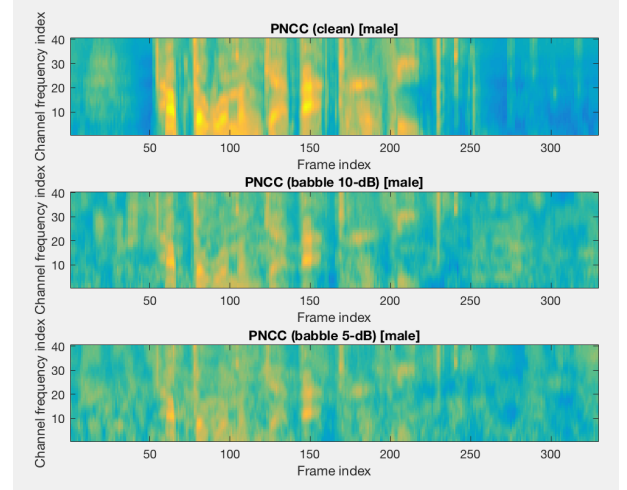 PNCC (clean) [male]
Channel frequency index
40
30
20
10
50 100 150 200 250 300
Frame index
PNCC (babble 10-dB) [male]
Channel frequency index
40
30
20
10
50 100 150 200 250 300
Frame index
PNCC (babble 5-dB) [male]
Channel frequency index
40
30
20
10
50 100 150 200 250 300
Frame index